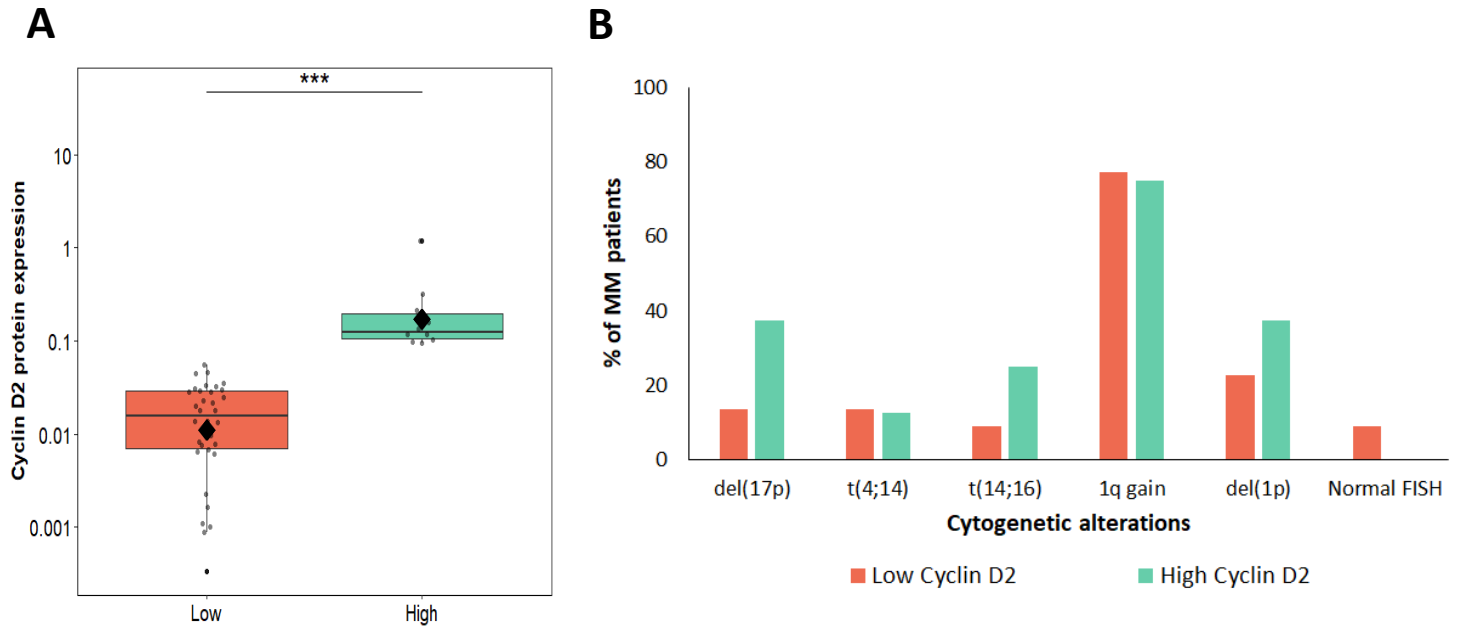 A
***
Cyclin D2 protein expression
10
1
0.1
0.01
0.001
Low
High
B
% of MM patients
100
80
60
40
20
0
del(17p)
t(4;14)
t(14;16)
1q gain
del(1p)
Normal FISH
Cytogenetic alterations
Low Cyclin D2
High Cyclin D2